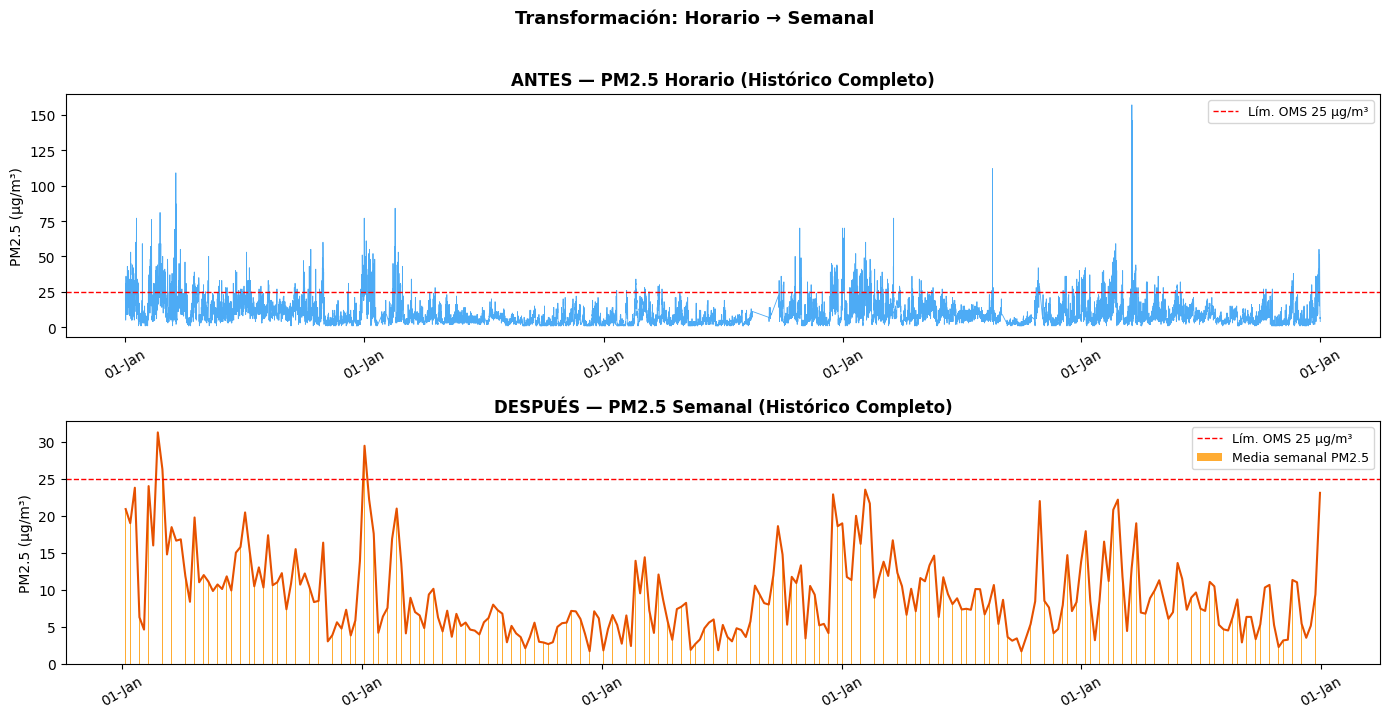 Transformación: Horario → Semanal
ANTES — PM2.5 Horario (Histórico Completo)
PM2.5 (µg/m³)
150
125
100
75
50
25
0
Lím. OMS 25 µg/m³
01-Jan
01-Jan
01-Jan
01-Jan
01-Jan
01-Jan
DESPUÉS — PM2.5 Semanal (Histórico Completo)
PM2.5 (µg/m³)
30
25
20
15
10
5
0
Lím. OMS 25 µg/m³
Media semanal PM2.5
01-Jan
01-Jan
01-Jan
01-Jan
01-Jan
01-Jan